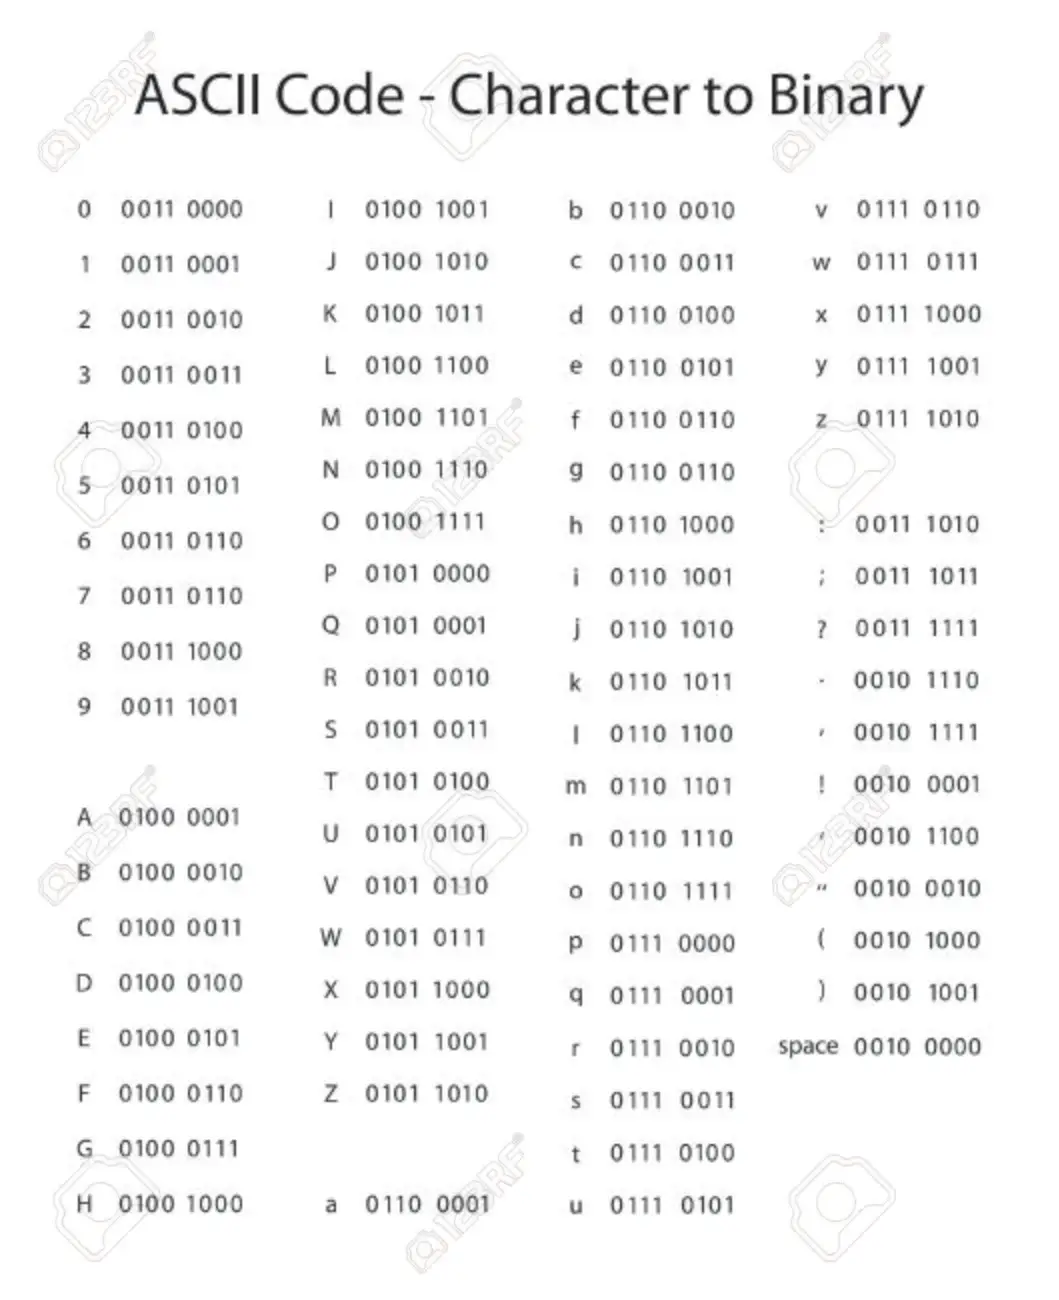 ASCII Code - Character to Binary
0 0011 0000
1 0011 0001
2 0011 0010
3 0011 0011
4 0011 0100
5 0011 0101
6 0011 0110
7 0011 0110
8 0011 1000
9 0011 1001
A 0100 0001
B 0100 0010
C 0100 0011
D 0100 0100
E 0100 0101
F 0100 0110
G 0100 0111
H 0100 1000
I 0100 1001
J 0100 1010
K 0100 1011
L 0100 1100
M 0100 1101
N 0100 1110
O 0100 1111
P 0101 0000
Q 0101 0001
R 0101 0010
S 0101 0011
T 0101 0100
U 0101 0101
V 0101 0110
W 0101 0111
X 0101 1000
Y 0101 1001
Z 0101 1010
a 0110 0001
b 0110 0010
c 0110 0011
d 0110 0100
e 0110 0101
f 0110 0110
g 0110 0110
h 0110 1000
i 0110 1001
j 0110 1010
k 0110 1011
l 0110 1100
m 0110 1101
n 0110 1110
o 0110 1111
p 0111 0000
q 0111 0001
r 0111 0010
s 0111 0011
t 0111 0100
u 0111 0101
v 0111 0110
w 0111 0111
x 0111 1000
y 0111 1001
z 0111 1010
: 0011 1010
; 0011 1011
? 0011 1111
. 0010 1110
′ 0010 1111
! 0010 0001
′ 0010 1100
“ 0010 0010
( 0010 1000
) 0010 1001
space 0010 0000
123RF
123RF
123RF
123RF
123RF
123RF